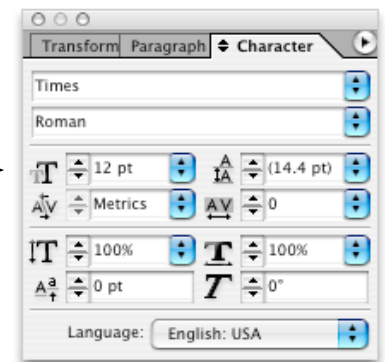 Transform Paragraph Character
Times
Roman
T T 12 pt A A (14.4 pt)
A V Metrics A V 0
T 100% T 100%
A a 0 pt T 0°
Language: English: USA